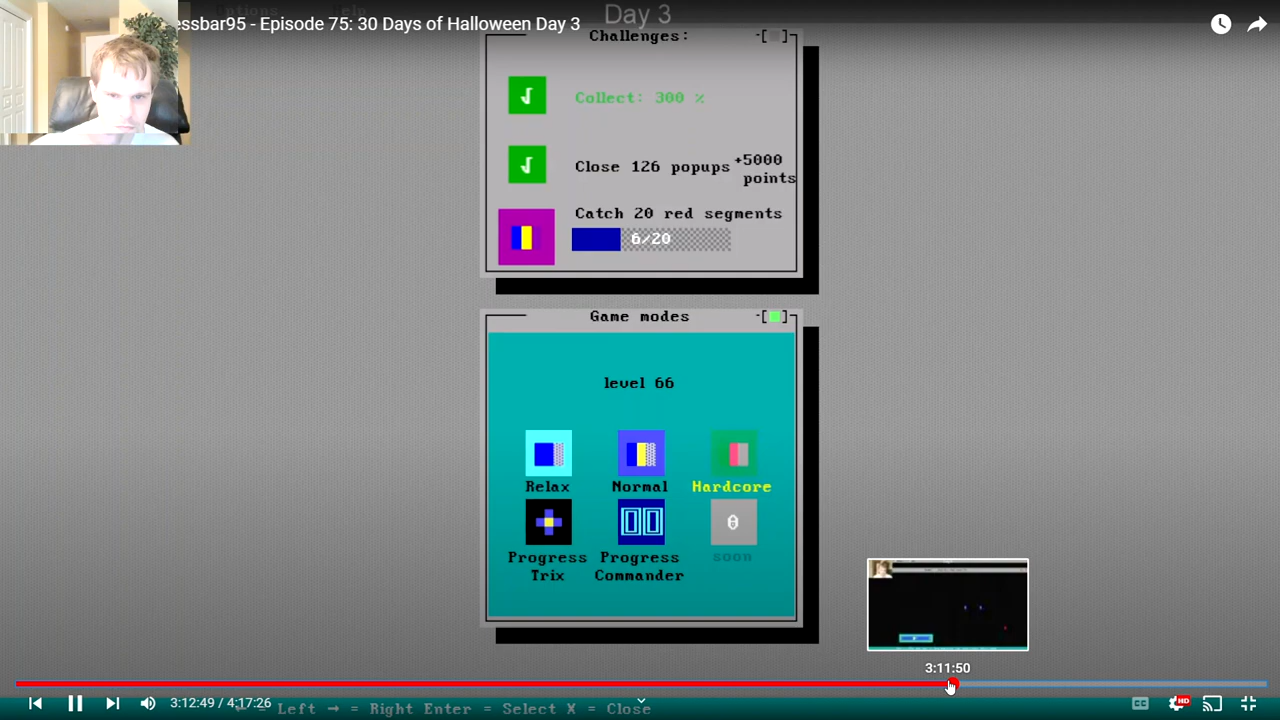 Day 3
essbar95 - Episode 75: 30 Days of Halloween Day 3
Challenges:
Collect: 300 %
Close 126 popups +5000 points
Catch 20 red segments
6/20
Game modes
level 66
Relax Normal Hardcore
Progress Trix Progress Commander soon
3:11:50
3:12:49 / 4:17:26
CC HD
Left → = Right Enter = Select X = Close